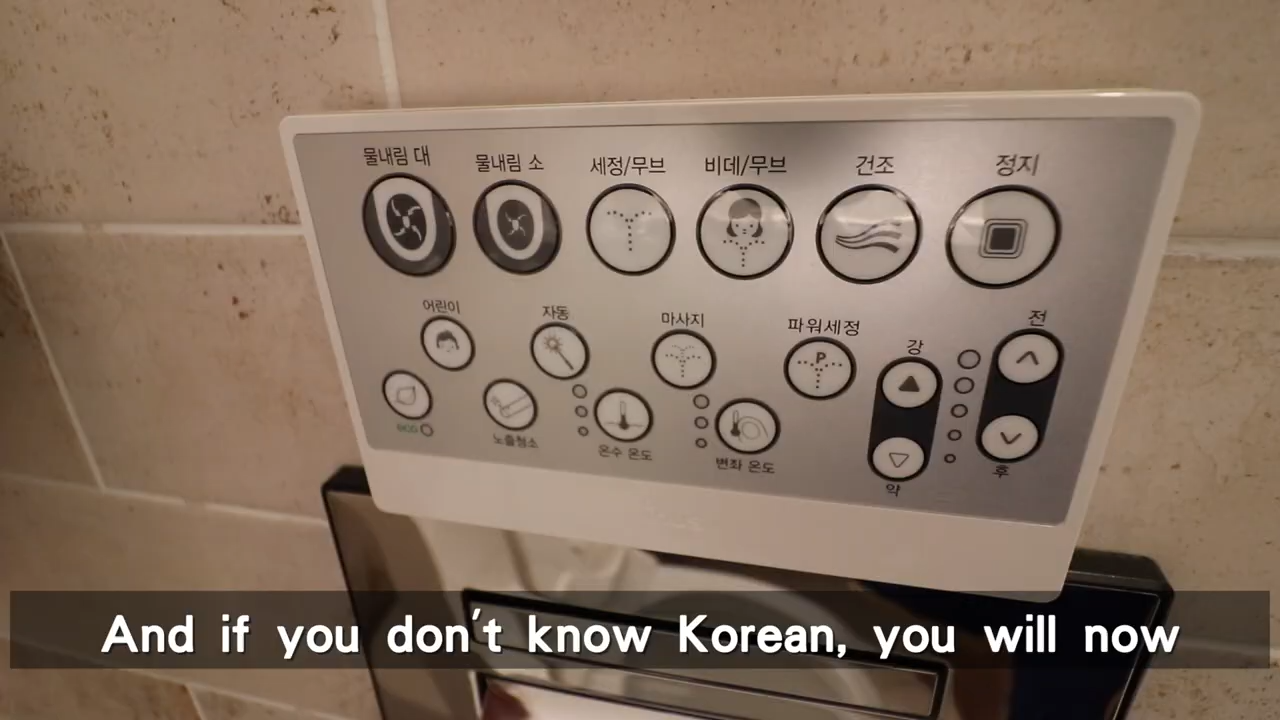 물내림 대 물내림 소 세정/무브 비데/무브 건조 정지
어린이 자동 마사지 파워세정 강 전
P
eco 노즐청소 온수 온도 변좌 온도 약 후
And if you don't know Korean, you will now